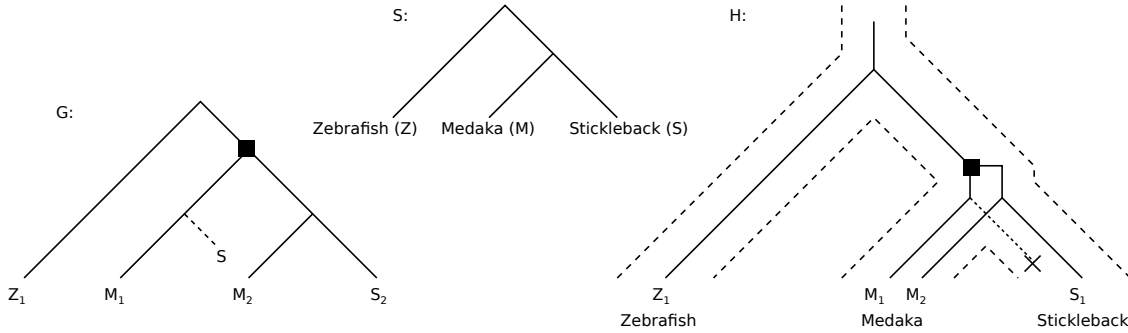 S:
H:
G:
Zebrafish (Z) Medaka (M) Stickleback (S)
S
Z₁ M₁ M₂ S₂
Z₁ M₁ M₂ S₁
Zebrafish Medaka Stickleback